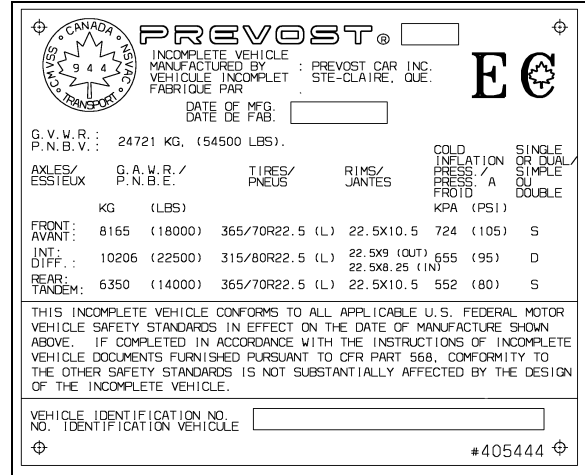 CANADA
CMVSS
944
NSVAC
TRANSPORT
PREVOST®
INCOMPLETE VEHICLE
MANUFACTURED BY : PREVOST CAR INC.
VEHICULE INCOMPLET STE-CLAIRE, QUE.
FABRIQUE PAR .
DATE OF MFG.
DATE DE FAB.
EC
G.V.W.R. :
P.N.B.V. : 24721 KG, (54500 LBS).
AXLES/ G.A.W.R./ TIRES/ RIMS/ COLD INFLATION PRESS./ SINGLE OR DUAL/
ESSIEUX P.N.B.E. PNEUS JANTES PRESS. A FROID SIMPLE OU DOUBLE
KG (LBS) KPA (PSI)
FRONT:
AVANT: 8165 (18000) 365/70R22.5 (L) 22.5X10.5 724 (105) S
INT:
DIFF.: 10206 (22500) 315/80R22.5 (L) 22.5X9 (OUT) 22.5X8.25 (IN) 655 (95) D
REAR:
TANDEM: 6350 (14000) 365/70R22.5 (L) 22.5X10.5 552 (80) S
THIS INCOMPLETE VEHICLE CONFORMS TO ALL APPLICABLE U.S. FEDERAL MOTOR
VEHICLE SAFETY STANDARDS IN EFFECT ON THE DATE OF MANUFACTURE SHOWN
ABOVE. IF COMPLETED IN ACCORDANCE WITH THE INSTRUCTIONS OF INCOMPLETE
VEHICLE DOCUMENTS FURNISHED PURSUANT TO CFR PART 568, CONFORMITY TO
THE OTHER SAFETY STANDARDS IS NOT SUBSTANTIALLY AFFECTED BY THE DESIGN
OF THE INCOMPLETE VEHICLE.
VEHICLE IDENTIFICATION NO.
NO. IDENTIFICATION VEHICULE
#405444